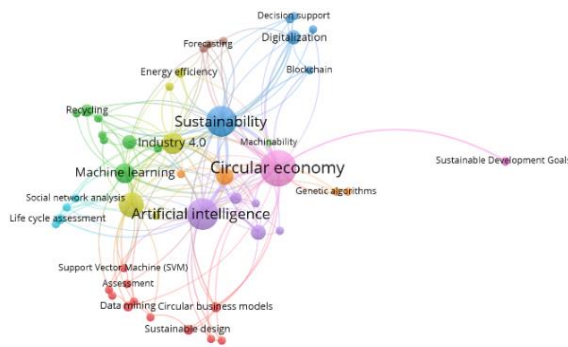 Decision support
Digitalization
Forecasting
Blockchain
Energy efficiency
Recycling
Sustainability
Industry 4.0
Machinability
Circular economy
Sustainable Development Goals
Machine learning
Genetic algorithms
Social network analysis
Artificial intelligence
Life cycle assessment
Support Vector Machine (SVM)
Assessment
Data mining
Circular business models
Sustainable design